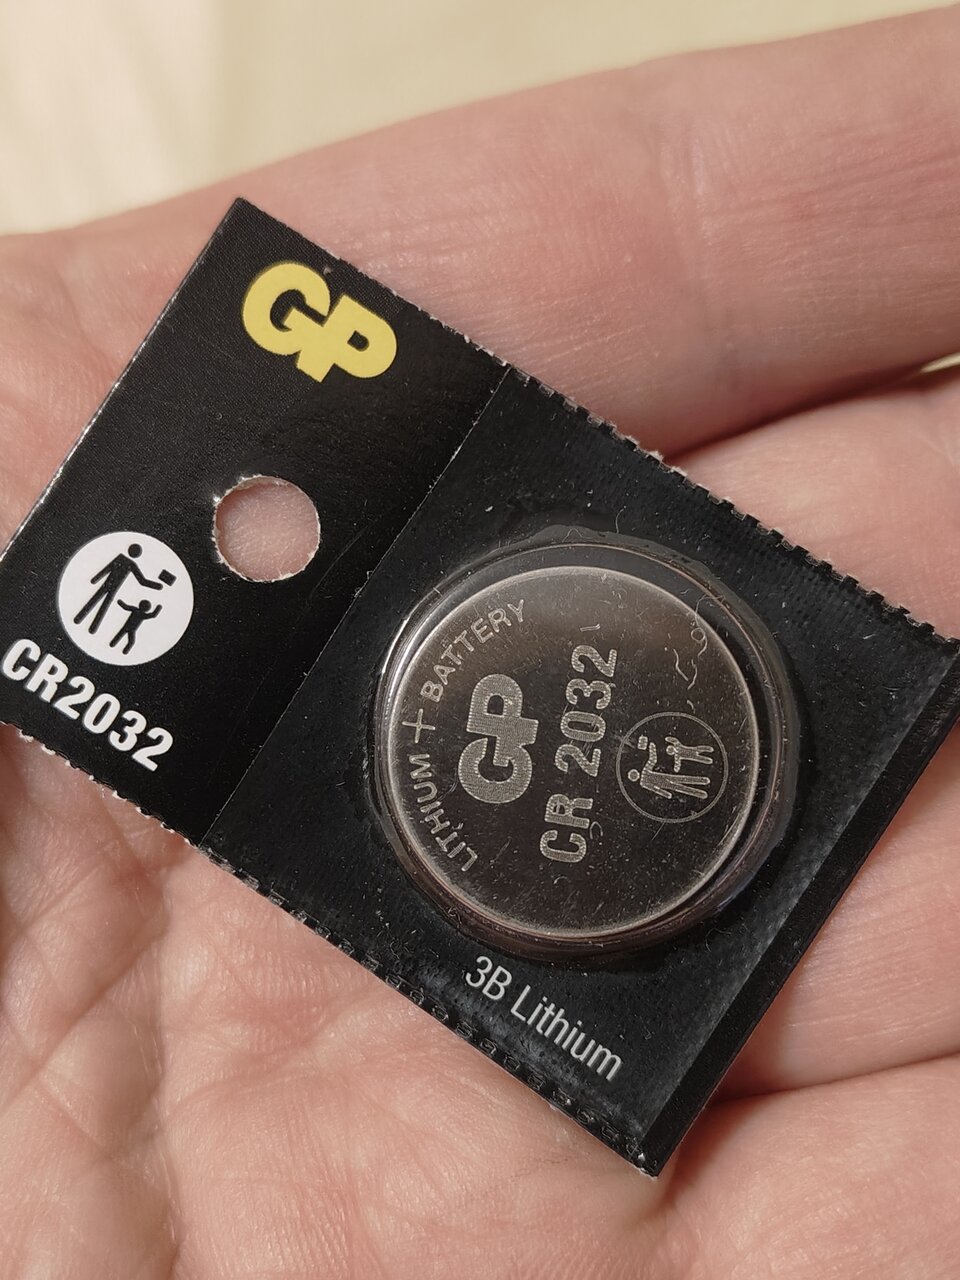 GP
CR2032
LITHIUM + BATTERY
GP
CR 2032
3B Lithium